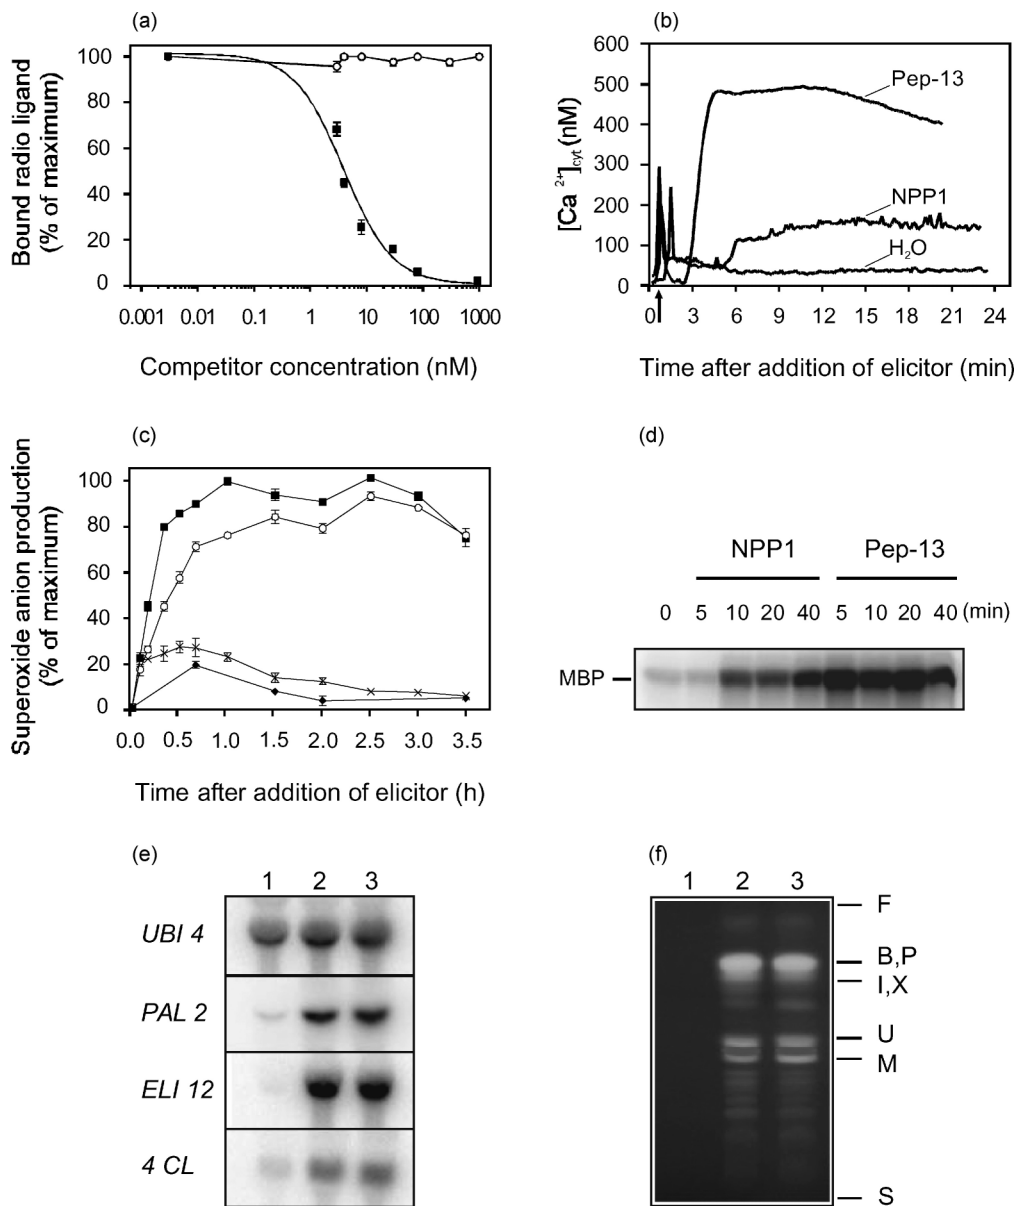 (a)
Bound radio ligand
(% of maximum)
100
80
60
40
20
0
0.001 0.01 0.1 1 10 100 1000
Competitor concentration (nM)
(b)
[Ca 2+]cyt (nM)
600
500
400
300
200
100
0
Pep-13
NPP1
H2O
0 3 6 9 12 15 18 21 24
Time after addition of elicitor (min)
(c)
Superoxide anion production
(% of maximum)
100
80
60
40
20
0
0.0 0.5 1.0 1.5 2.0 2.5 3.0 3.5
Time after addition of elicitor (h)
(d)
NPP1 Pep-13
0 5 10 20 40 5 10 20 40 (min)
MBP
(e)
1 2 3
UBI 4
PAL 2
ELI 12
4 CL
(f)
1 2 3
F
B,P
I,X
U
M
S